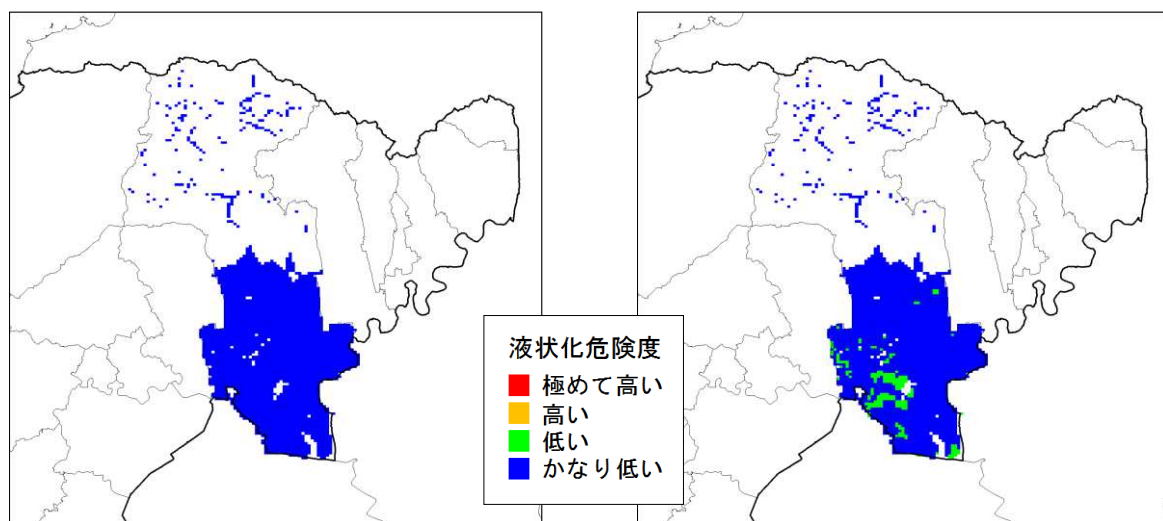 液状化危険度
極めて高い
高い
低い
かなり低い